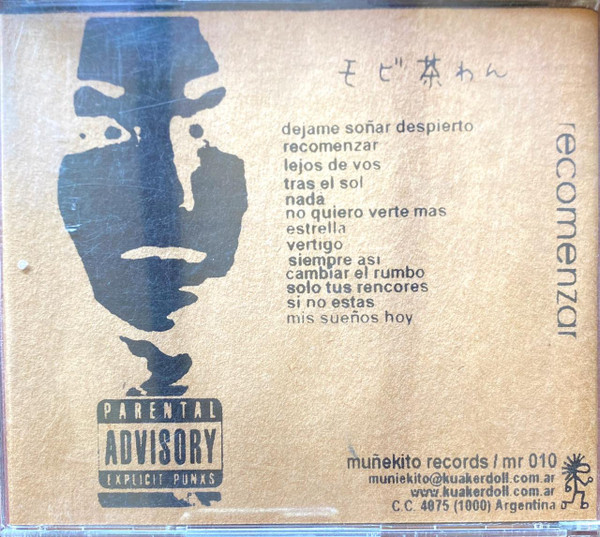 モビ茶わん
dejame soñar despierto
recomenzar
lejos de vos
tras el sol
nada
no quiero verte mas
estrella
vertigo
siempre asi
cambiar el rumbo
solo tus rencores
si no estas
mis sueños hoy
recomenzar
PARENTAL
ADVISORY
EXPLICIT PUNXS
muñekito records / mr 010
muniekito@kuakerdoll.com.ar
www.kuakerdoll.com.ar
C.C. 4075 (1000) Argentina